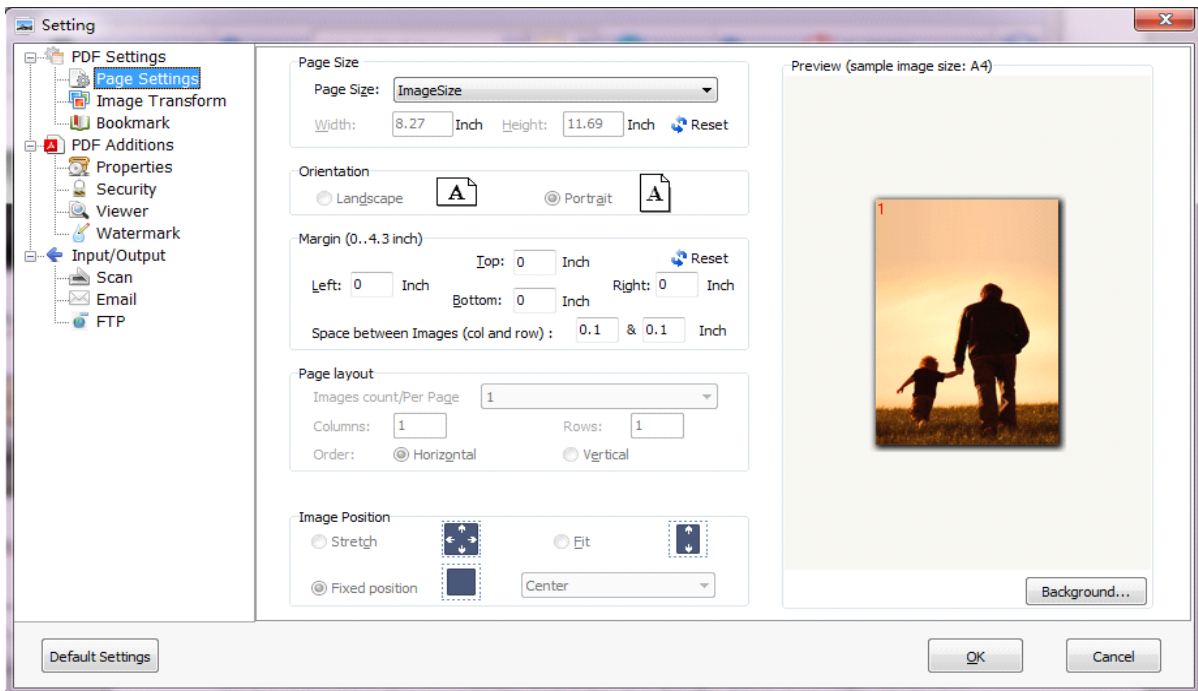 Setting
PDF Settings
Page Settings
Image Transform
Bookmark
PDF Additions
Properties
Security
Viewer
Watermark
Input/Output
Scan
Email
FTP
Page Size
Page Size: ImageSize
Width: 8.27 Inch Height: 11.69 Inch Reset
Orientation
Landscape A Portrait A
Margin (0..4.3 inch)
Top: 0 Inch Reset
Left: 0 Inch Right: 0 Inch
Bottom: 0 Inch
Space between Images (col and row) : 0.1 & 0.1 Inch
Page layout
Images count/Per Page 1
Columns: 1 Rows: 1
Order: Horizontal Vertical
Image Position
Stretch Fit
Fixed position Center
Preview (sample image size: A4)
1
Background...
Default Settings OK Cancel